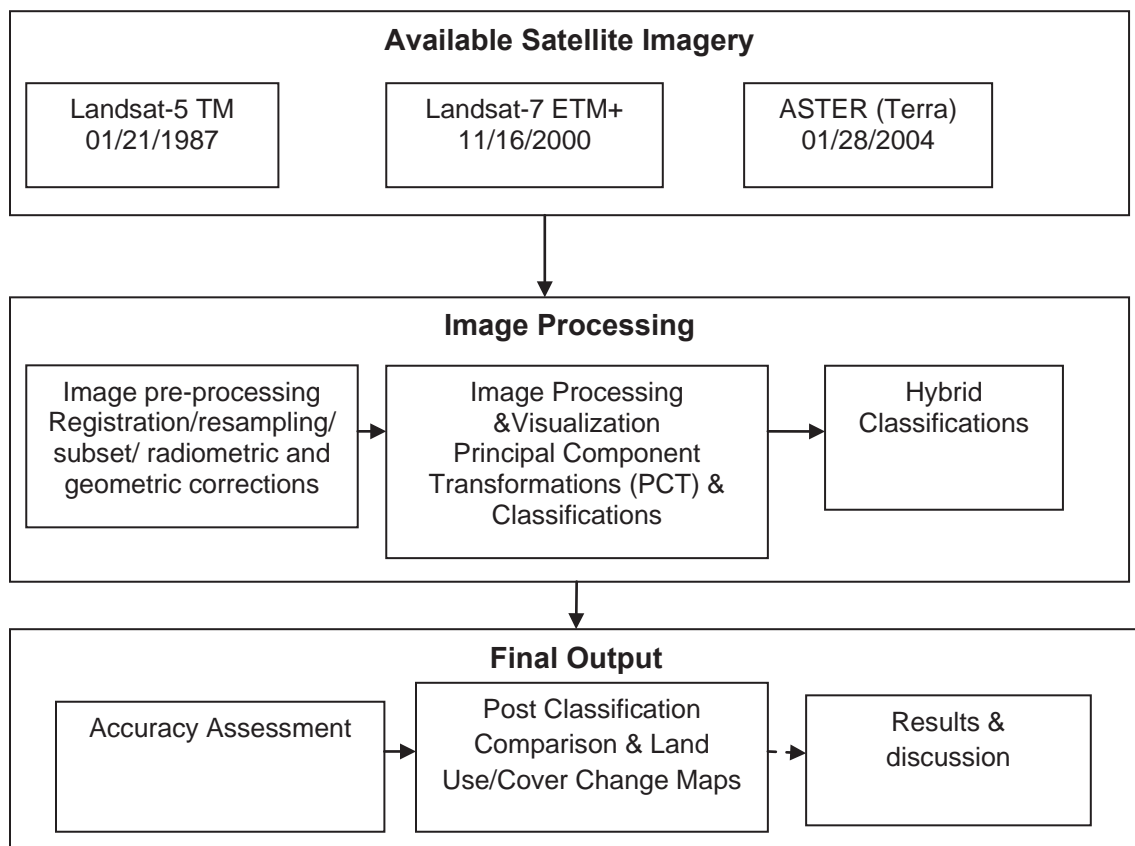 Available Satellite Imagery
Landsat-5 TM
01/21/1987
Landsat-7 ETM+
11/16/2000
ASTER (Terra)
01/28/2004
Image Processing
Image pre-processing
Registration/resampling/
subset/ radiometric and
geometric corrections
Image Processing
&Visualization
Principal Component
Transformations (PCT) &
Classifications
Hybrid
Classifications
Final Output
Accuracy Assessment
Post Classification
Comparison & Land
Use/Cover Change Maps
Results &
discussion